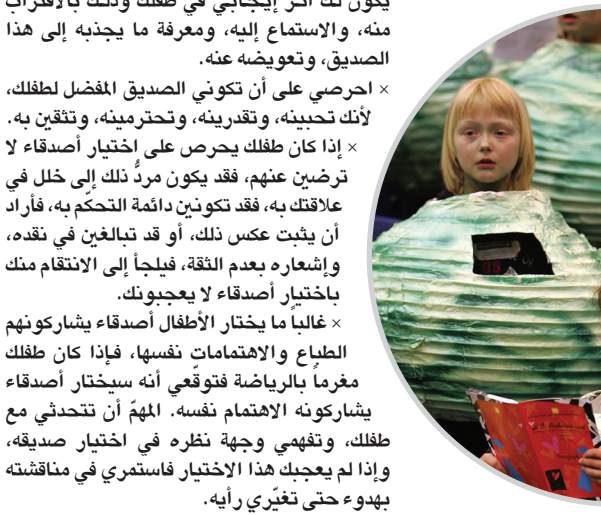 يكون لك أثر إيجابي في طفلك وذلك بالاقتراب
منه، والاستماع إليه، ومعرفة ما يجذبه إلى هذا
الصديق، وتعويضه عنه.
× احرصي على أن تكوني الصديق المفضل لطفلك،
لأنك تحبينه، وتقدرينه، وتحترمينه، وتثقين به.
× إذا كان طفلك يحرص على اختيار أصدقاء لا
ترضين عنهم، فقد يكون مردُّ ذلك إلى خلل في
علاقتك به، فقد تكونين دائمة التحكّم به، فأراد
أن يثبت عكس ذلك، أو قد تبالغين في نقده،
وإشعاره بعدم الثقة، فيلجأ إلى الانتقام منك
باختيار أصدقاء لا يعجبونك.
× غالباً ما يختار الأطفال أصدقاء يشاركونهم
الطباع والاهتمامات نفسها، فإذا كان طفلك
مغرماً بالرياضة فتوقّعي أنه سيختار أصدقاء
يشاركونه الاهتمام نفسه. المهمّ أن تتحدثي مع
طفلك، وتفهمي وجهة نظره في اختيار صديقه،
وإذا لم يعجبك هذا الاختيار فاستمري في مناقشته
بهدوء حتى تغيّري رأيه.